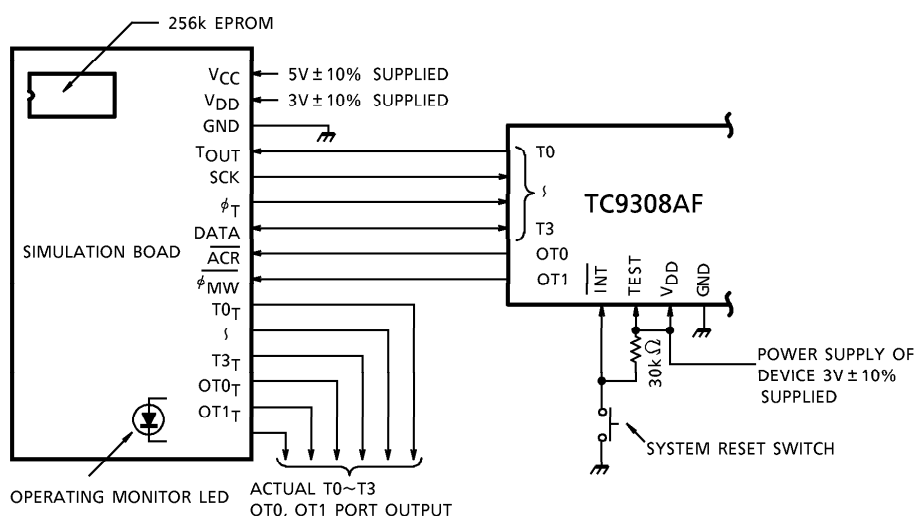 256k EPROM
VCC
5V ± 10% SUPPLIED
VDD
3V ± 10% SUPPLIED
GND
TOUT
SCK
ϕT
DATA
ACR
ϕMW
T0T
~
T3T
OT0T
OT1T
SIMULATION BOAD
OPERATING MONITOR LED
ACTUAL T0~T3
OT0, OT1 PORT OUTPUT
T0
~
T3
OT0
OT1
TC9308AF
INT
TEST
VDD
GND
30kΩ
POWER SUPPLY OF
DEVICE 3V ± 10%
SUPPLIED
SYSTEM RESET SWITCH